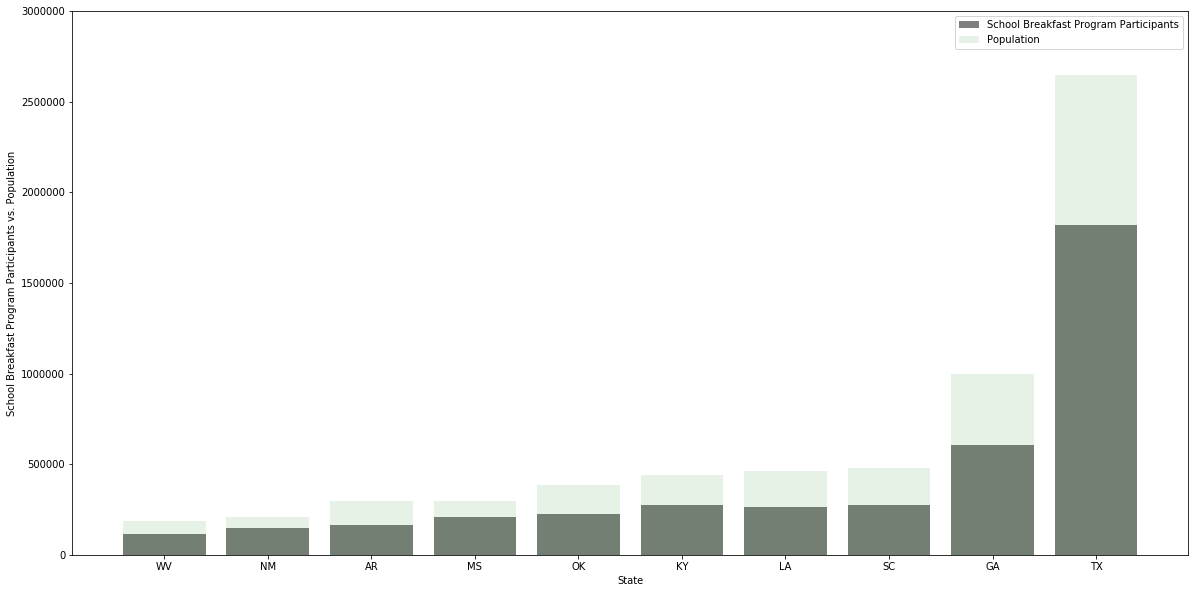 3000000
2500000
2000000
1500000
1000000
500000
0
School Breakfast Program Participants vs. Population
School Breakfast Program Participants
Population
WV NM AR MS OK KY LA SC GA TX
State